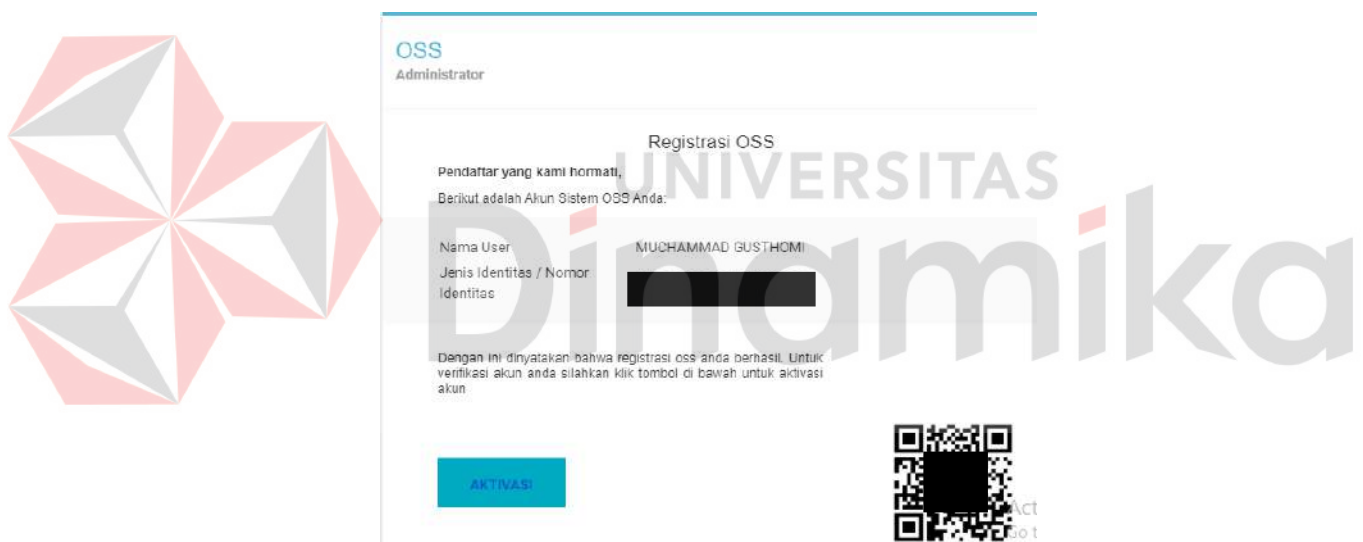 OSS
Administrator
Registrasi OSS
Pendaftar yang kami hormati,
Berikut adalah Akun Sistem OSS Anda:
Nama User MUCHAMMAD GUSTHOMI
Jenis Identitas / Nomor
Identitas
Dengan ini dinyatakan bahwa registrasi oss anda berhasil. Untuk
verifikasi akun anda silahkan klik tombol di bawah untuk aktivasi
akun
AKTIVASI
UNIVERSITAS
Dinamika
Act
Go t